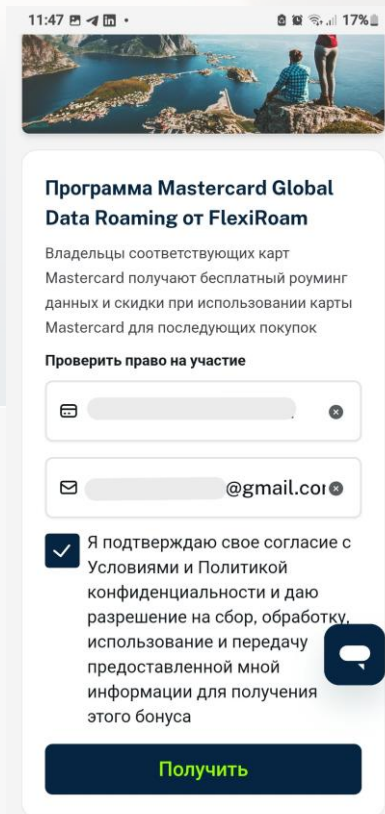 11:47
17%
Программа Mastercard Global
Data Roaming от FlexiRoam
Владельцы соответствующих карт
Mastercard получают бесплатный роуминг
данных и скидки при использовании карты
Mastercard для последующих покупок
Проверить право на участие
@gmail.com
Я подтверждаю свое согласие с
Условиями и Политикой
конфиденциальности и даю
разрешение на сбор, обработку,
использование и передачу
предоставленной мной
информации для получения
этого бонуса
Получить